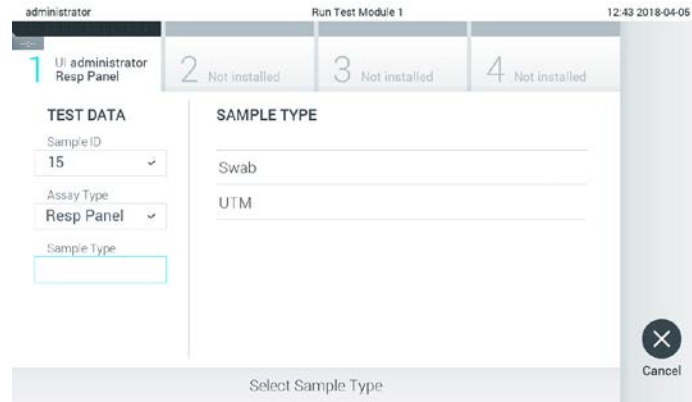 administrator Run Test Module 1 12:43 2018-04-05
1 UI administrator 2 Not installed 3 Not installed 4 Not installed
Resp Panel
TEST DATA
Sample ID
15
Assay Type
Resp Panel
Sample Type
SAMPLE TYPE
Swab
UTM
Cancel
Select Sample Type